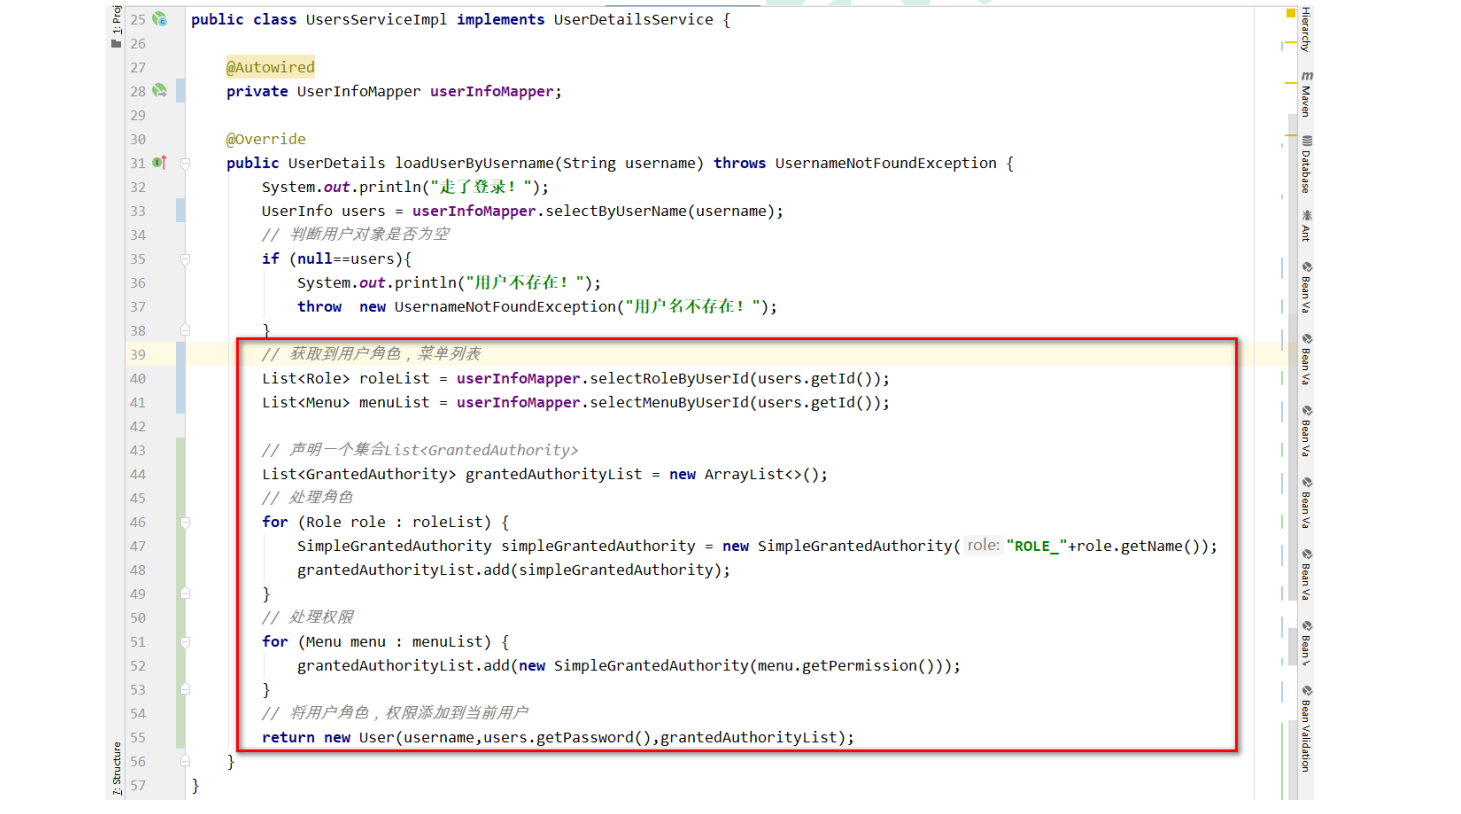 1: Proj
25 public class UsersServiceImpl implements UserDetailsService {
26
27 @Autowired
28 private UserInfoMapper userInfoMapper;
29
30 @Override
31 public UserDetails loadUserByUsername(String username) throws UsernameNotFoundException {
32 System.out.println("走了登录！");
33 UserInfo users = userInfoMapper.selectByUserName(username);
34 // 判断用户对象是否为空
35 if (null==users){
36 System.out.println("用户不存在！");
37 throw  new UsernameNotFoundException("用户名不存在！");
38 }
39 // 获取到用户角色，菜单列表
40 List<Role> roleList = userInfoMapper.selectRoleByUserId(users.getId());
41 List<Menu> menuList = userInfoMapper.selectMenuByUserId(users.getId());
42
43 // 声明一个集合List<GrantedAuthority>
44 List<GrantedAuthority> grantedAuthorityList = new ArrayList<>();
45 // 处理角色
46 for (Role role : roleList) {
47 SimpleGrantedAuthority simpleGrantedAuthority = new SimpleGrantedAuthority( role: "ROLE_"+role.getName());
48 grantedAuthorityList.add(simpleGrantedAuthority);
49 }
50 // 处理权限
51 for (Menu menu : menuList) {
52 grantedAuthorityList.add(new SimpleGrantedAuthority(menu.getPermission()));
53 }
54 // 将用户角色，权限添加到当前用户
55 return new User(username,users.getPassword(),grantedAuthorityList);
56 }
57 }
7: Structure
Hierarchy
m Maven
Database
Ant
Bean Va
Bean Va
Bean Va
Bean Va
Bean Va
Bean V
Bean Validation